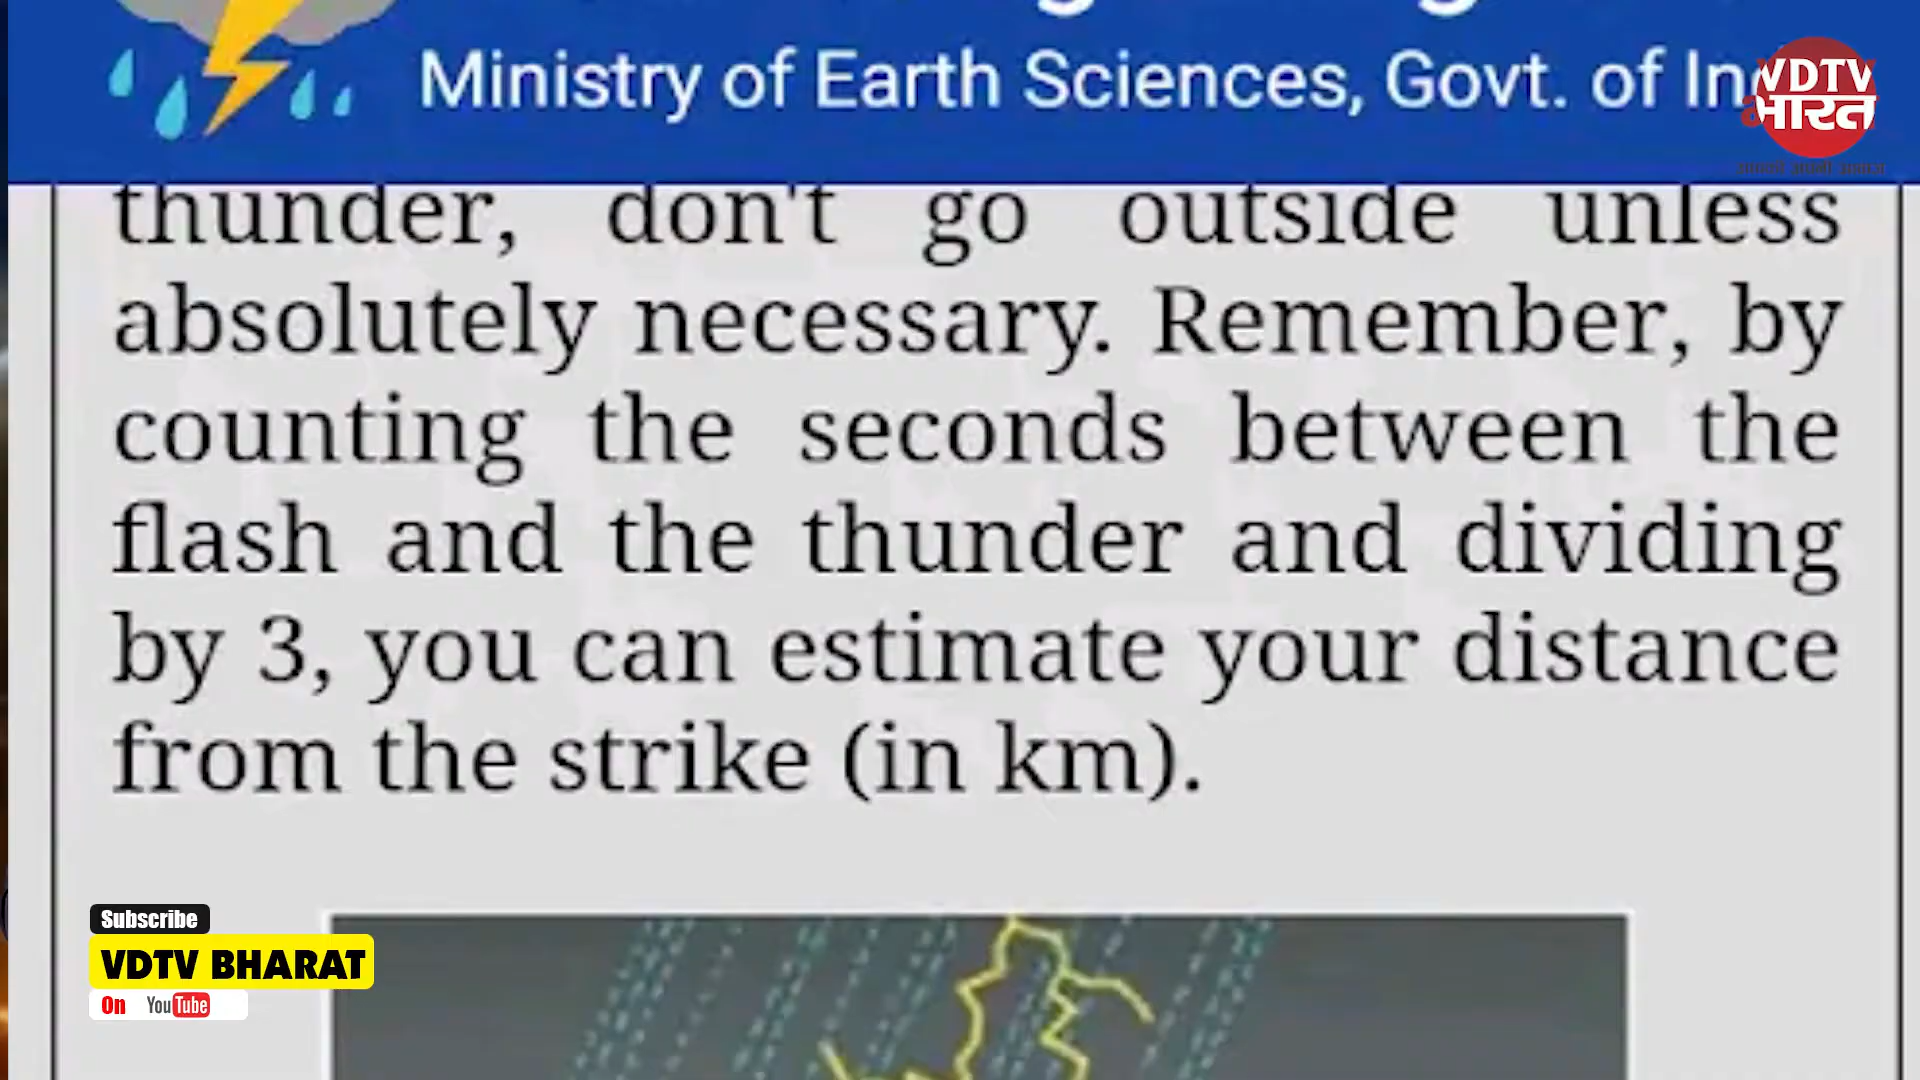 Ministry of Earth Sciences, Govt. of In
VDTV
भारत
thunder, don't go outside unless
absolutely necessary. Remember, by
counting the seconds between the
flash and the thunder and dividing
by 3, you can estimate your distance
from the strike (in km).
Subscribe
VDTV BHARAT
On YouTube